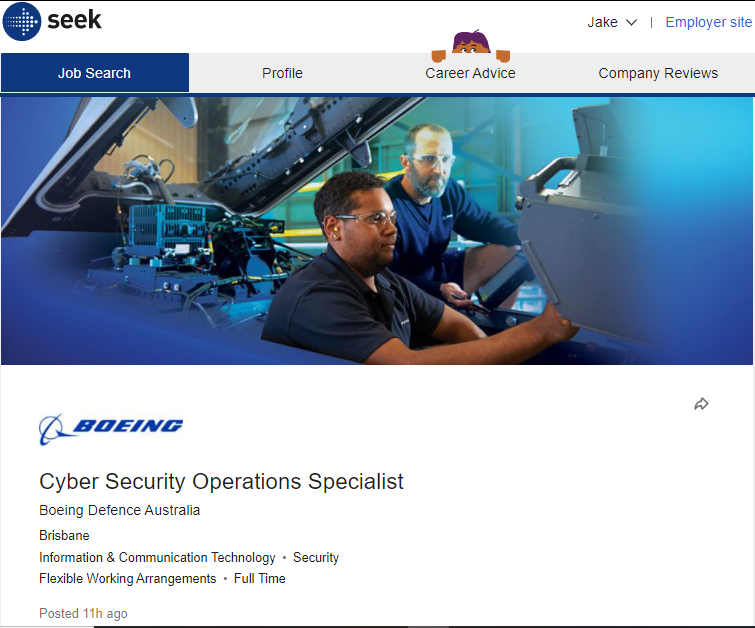 seek
Jake | Employer site
Job Search Profile Career Advice Company Reviews
BOEING
Cyber Security Operations Specialist
Boeing Defence Australia
Brisbane
Information & Communication Technology • Security
Flexible Working Arrangements • Full Time
Posted 11h ago